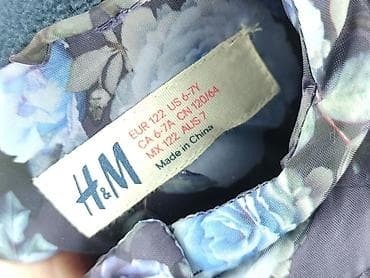 H&M
EUR 122 US 6-7Y
CA 6-7A CN 120/64
MX 122 AUS 7
Made in China